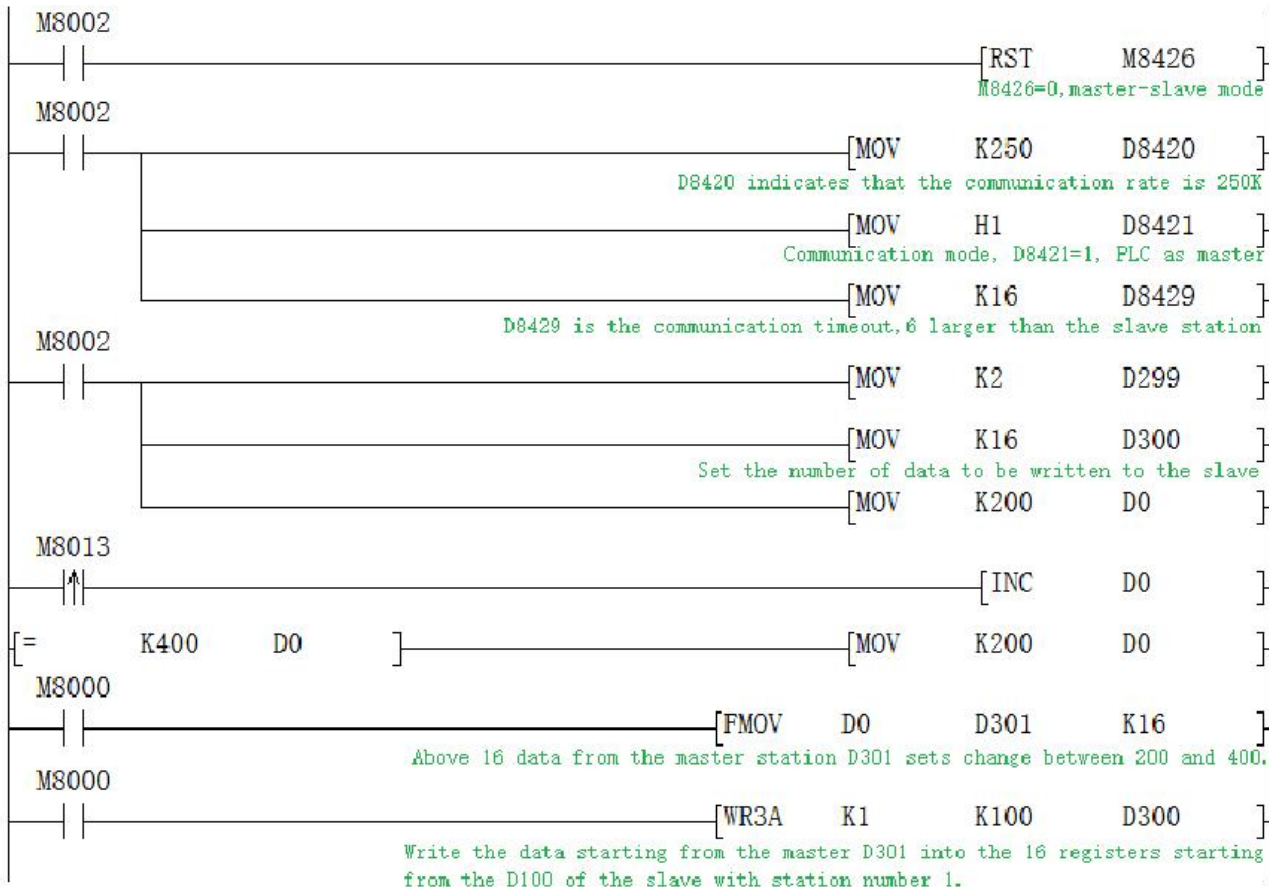 M8002
[RST M8426 ]
M8426=0,master-slave mode
M8002
[MOV K250 D8420 ]
D8420 indicates that the communication rate is 250K
[MOV H1 D8421 ]
Communication mode, D8421=1, PLC as master
[MOV K16 D8429 ]
D8429 is the communication timeout,6 larger than the slave station
M8002
[MOV K2 D299 ]
[MOV K16 D300 ]
Set the number of data to be written to the slave
[MOV K200 D0 ]
M8013
[INC D0 ]
[= K400 D0 ] [MOV K200 D0 ]
M8000
[FMOV D0 D301 K16 ]
Above 16 data from the master station D301 sets change between 200 and 400.
M8000
[WR3A K1 K100 D300 ]
Write the data starting from the master D301 into the 16 registers starting
from the D100 of the slave with station number 1.